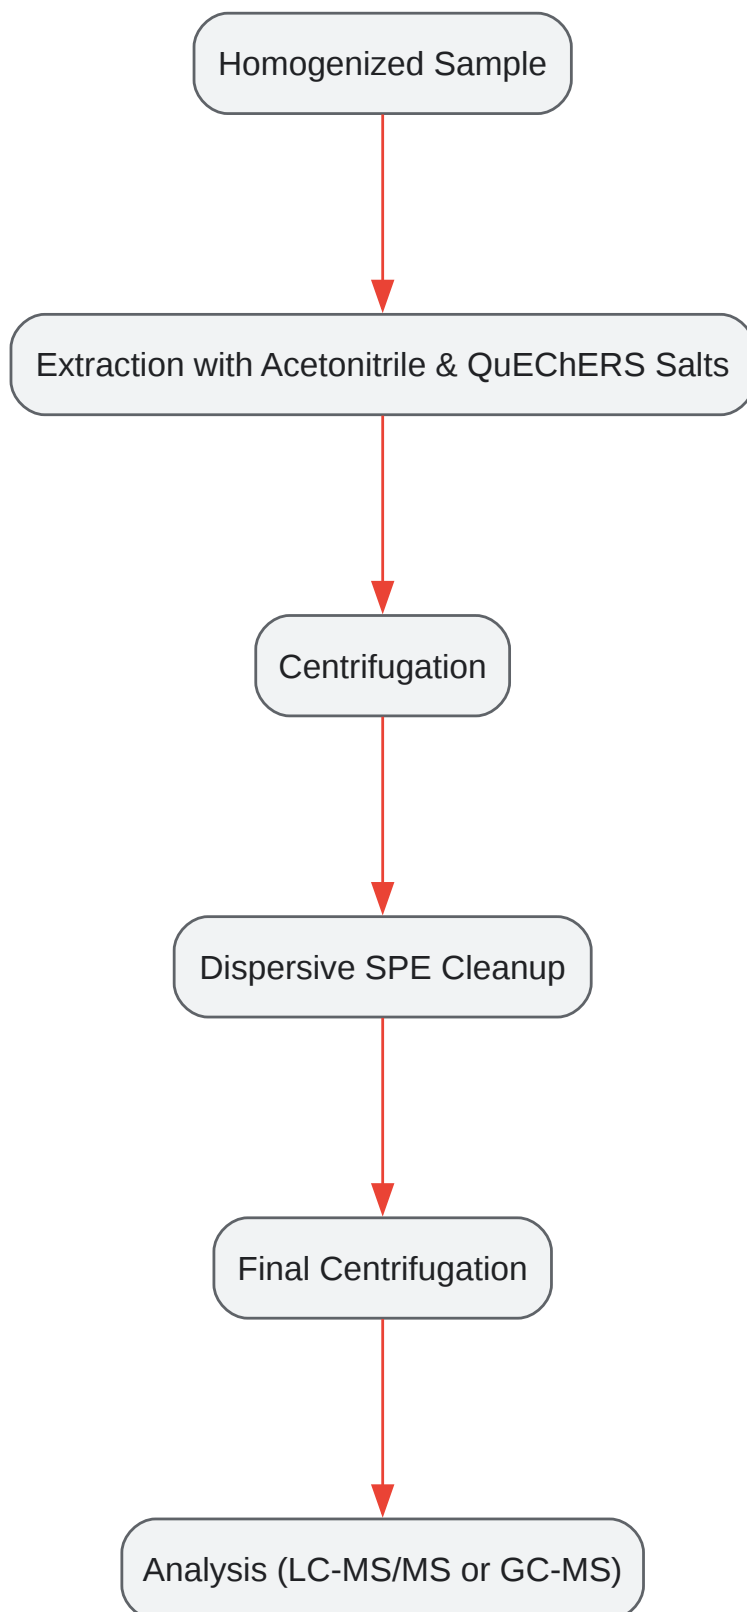 Homogenized Sample
Extraction with Acetonitrile & QuEChERS Salts
Centrifugation
Dispersive SPE Cleanup
Final Centrifugation
Analysis (LC-MS/MS or GC-MS)